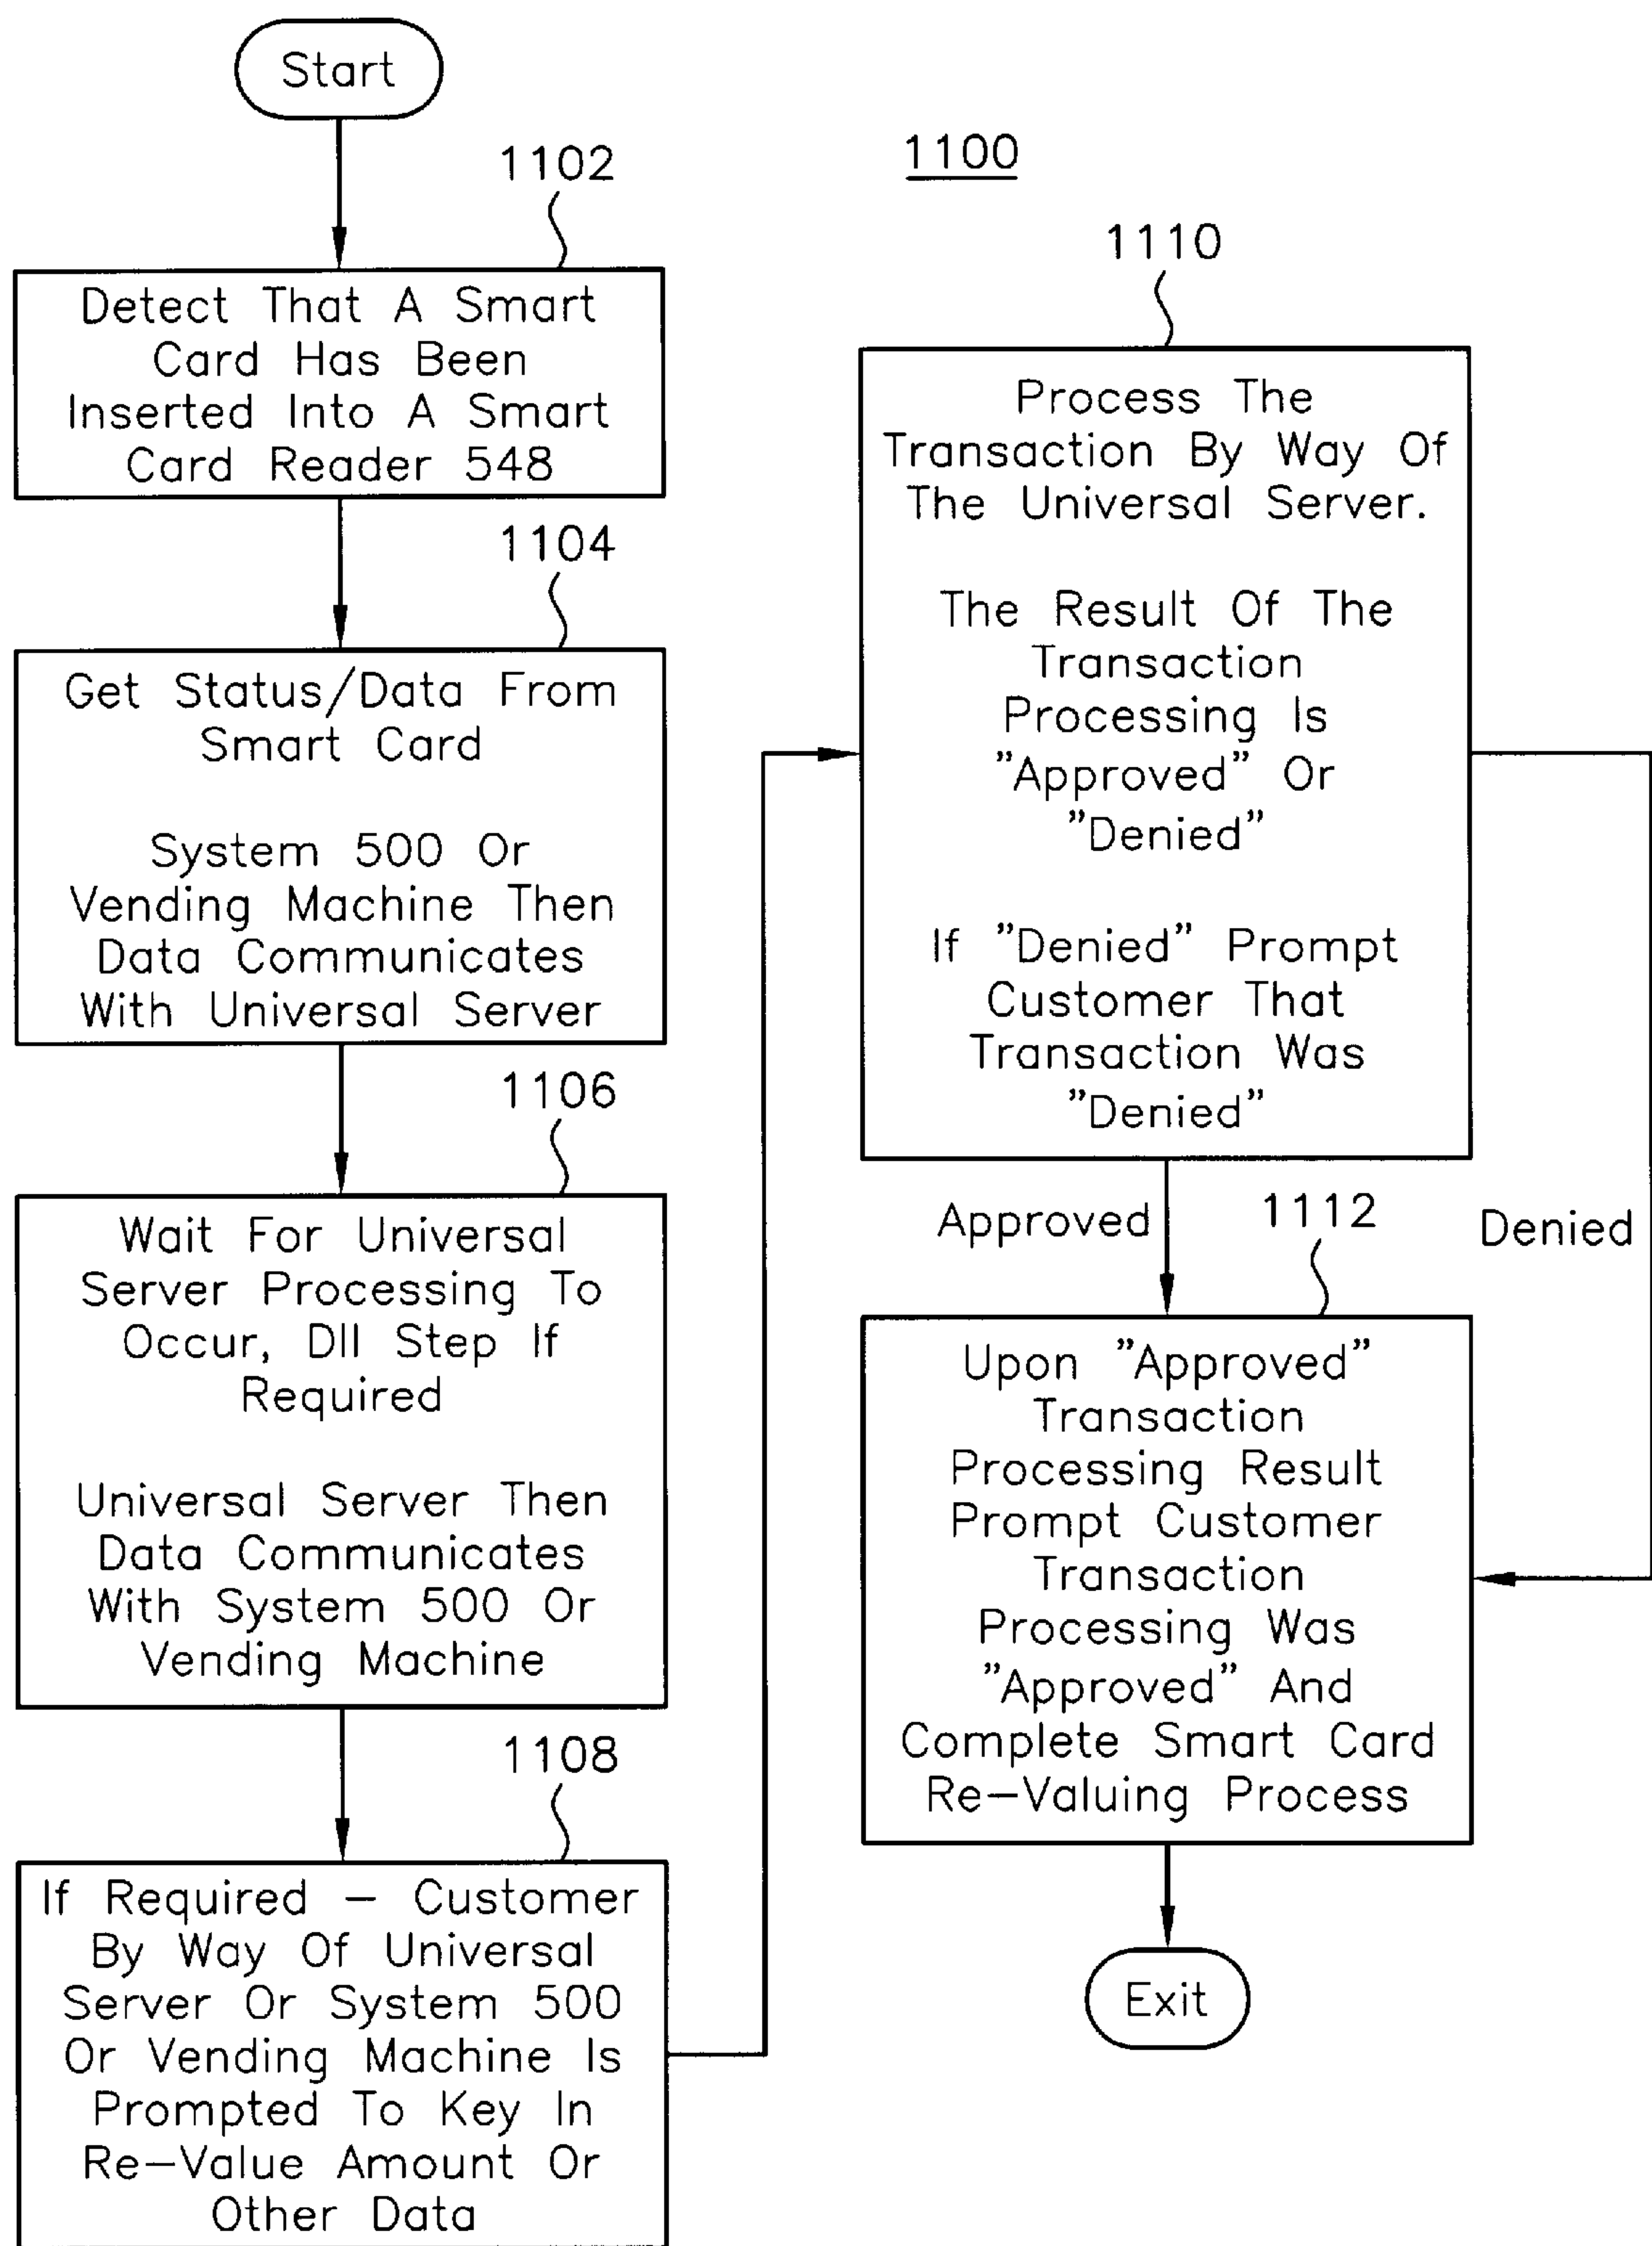 Start
1100
1102
Detect That A Smart
Card Has Been
Inserted Into A Smart
Card Reader 548
1104
Get Status/Data From
Smart Card
System 500 Or
Vending Machine Then
Data Communicates
With Universal Server
1106
Wait For Universal
Server Processing To
Occur, Dll Step If
Required
Universal Server Then
Data Communicates
With System 500 Or
Vending Machine
1108
If Required – Customer
By Way Of Universal
Server Or System 500
Or Vending Machine Is
Prompted To Key In
Re–Value Amount Or
Other Data
1110
Process The
Transaction By Way Of
The Universal Server.
The Result Of The
Transaction
Processing Is
”Approved” Or
”Denied”
If ”Denied” Prompt
Customer That
Transaction Was
”Denied”
Approved
Denied
1112
Upon ”Approved”
Transaction
Processing Result
Prompt Customer
Transaction
Processing Was
”Approved” And
Complete Smart Card
Re–Valuing Process
Exit